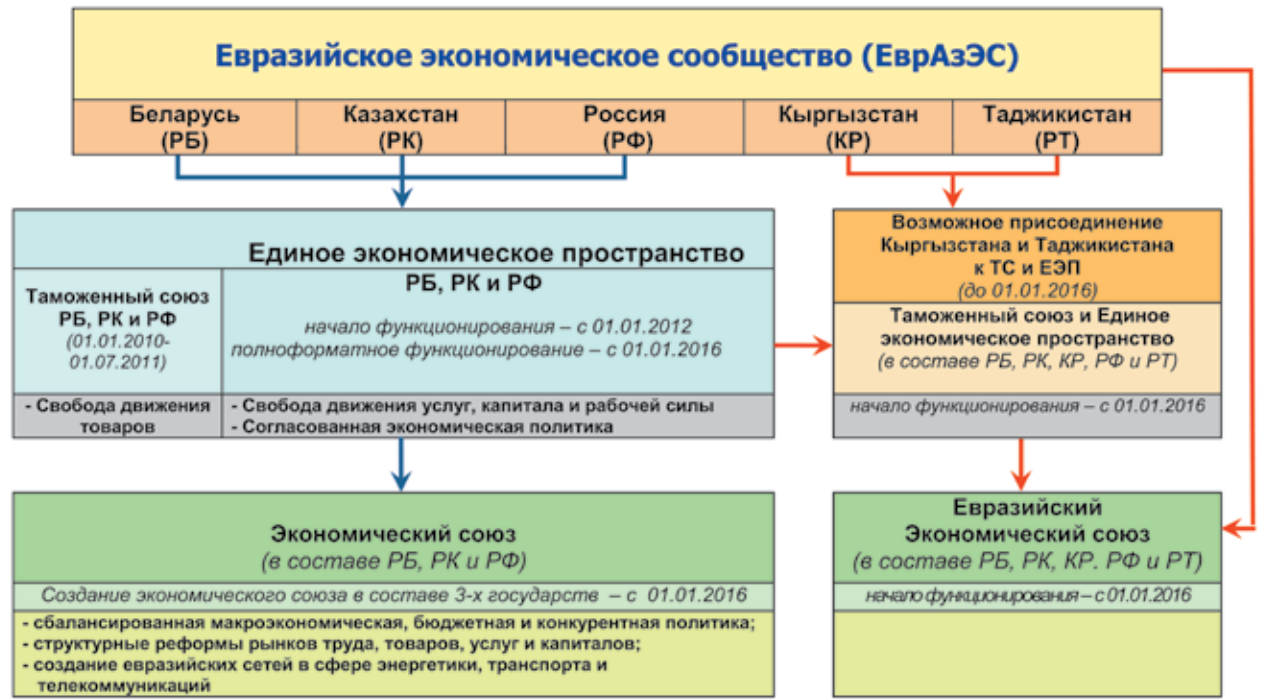 Евразийское экономическое сообщество (ЕврАзЭС)
Беларусь
(РБ)
Казахстан
(РК)
Россия
(РФ)
Кыргызстан
(КР)
Таджикистан
(РТ)
Единое экономическое пространство
РБ, РК и РФ
начало функционирования – с 01.01.2012
полноформатное функционирование – с 01.01.2016
Таможенный союз
РБ, РК и РФ
(01.01.2010-
01.07.2011)
- Свобода движения
товаров
- Свобода движения услуг, капитала и рабочей силы
- Согласованная экономическая политика
Возможное присоединение
Кыргызстана и Таджикистана
к ТС и ЕЭП
(до 01.01.2016)
Таможенный союз и Единое
экономическое пространство
(в составе РБ, РК, КР, РФ и РТ)
начало функционирования – с 01.01.2016
Экономический союз
(в составе РБ, РК и РФ)
Создание экономического союза в составе 3-х государств – с 01.01.2016
- сбалансированная макроэкономическая, бюджетная и конкурентная политика;
- структурные реформы рынков труда, товаров, услуг и капиталов;
- создание евразийских сетей в сфере энергетики, транспорта и
телекоммуникаций
Евразийский
Экономический союз
(в составе РБ, РК, КР. РФ и РТ)
начало функционирования – с 01.01.2016